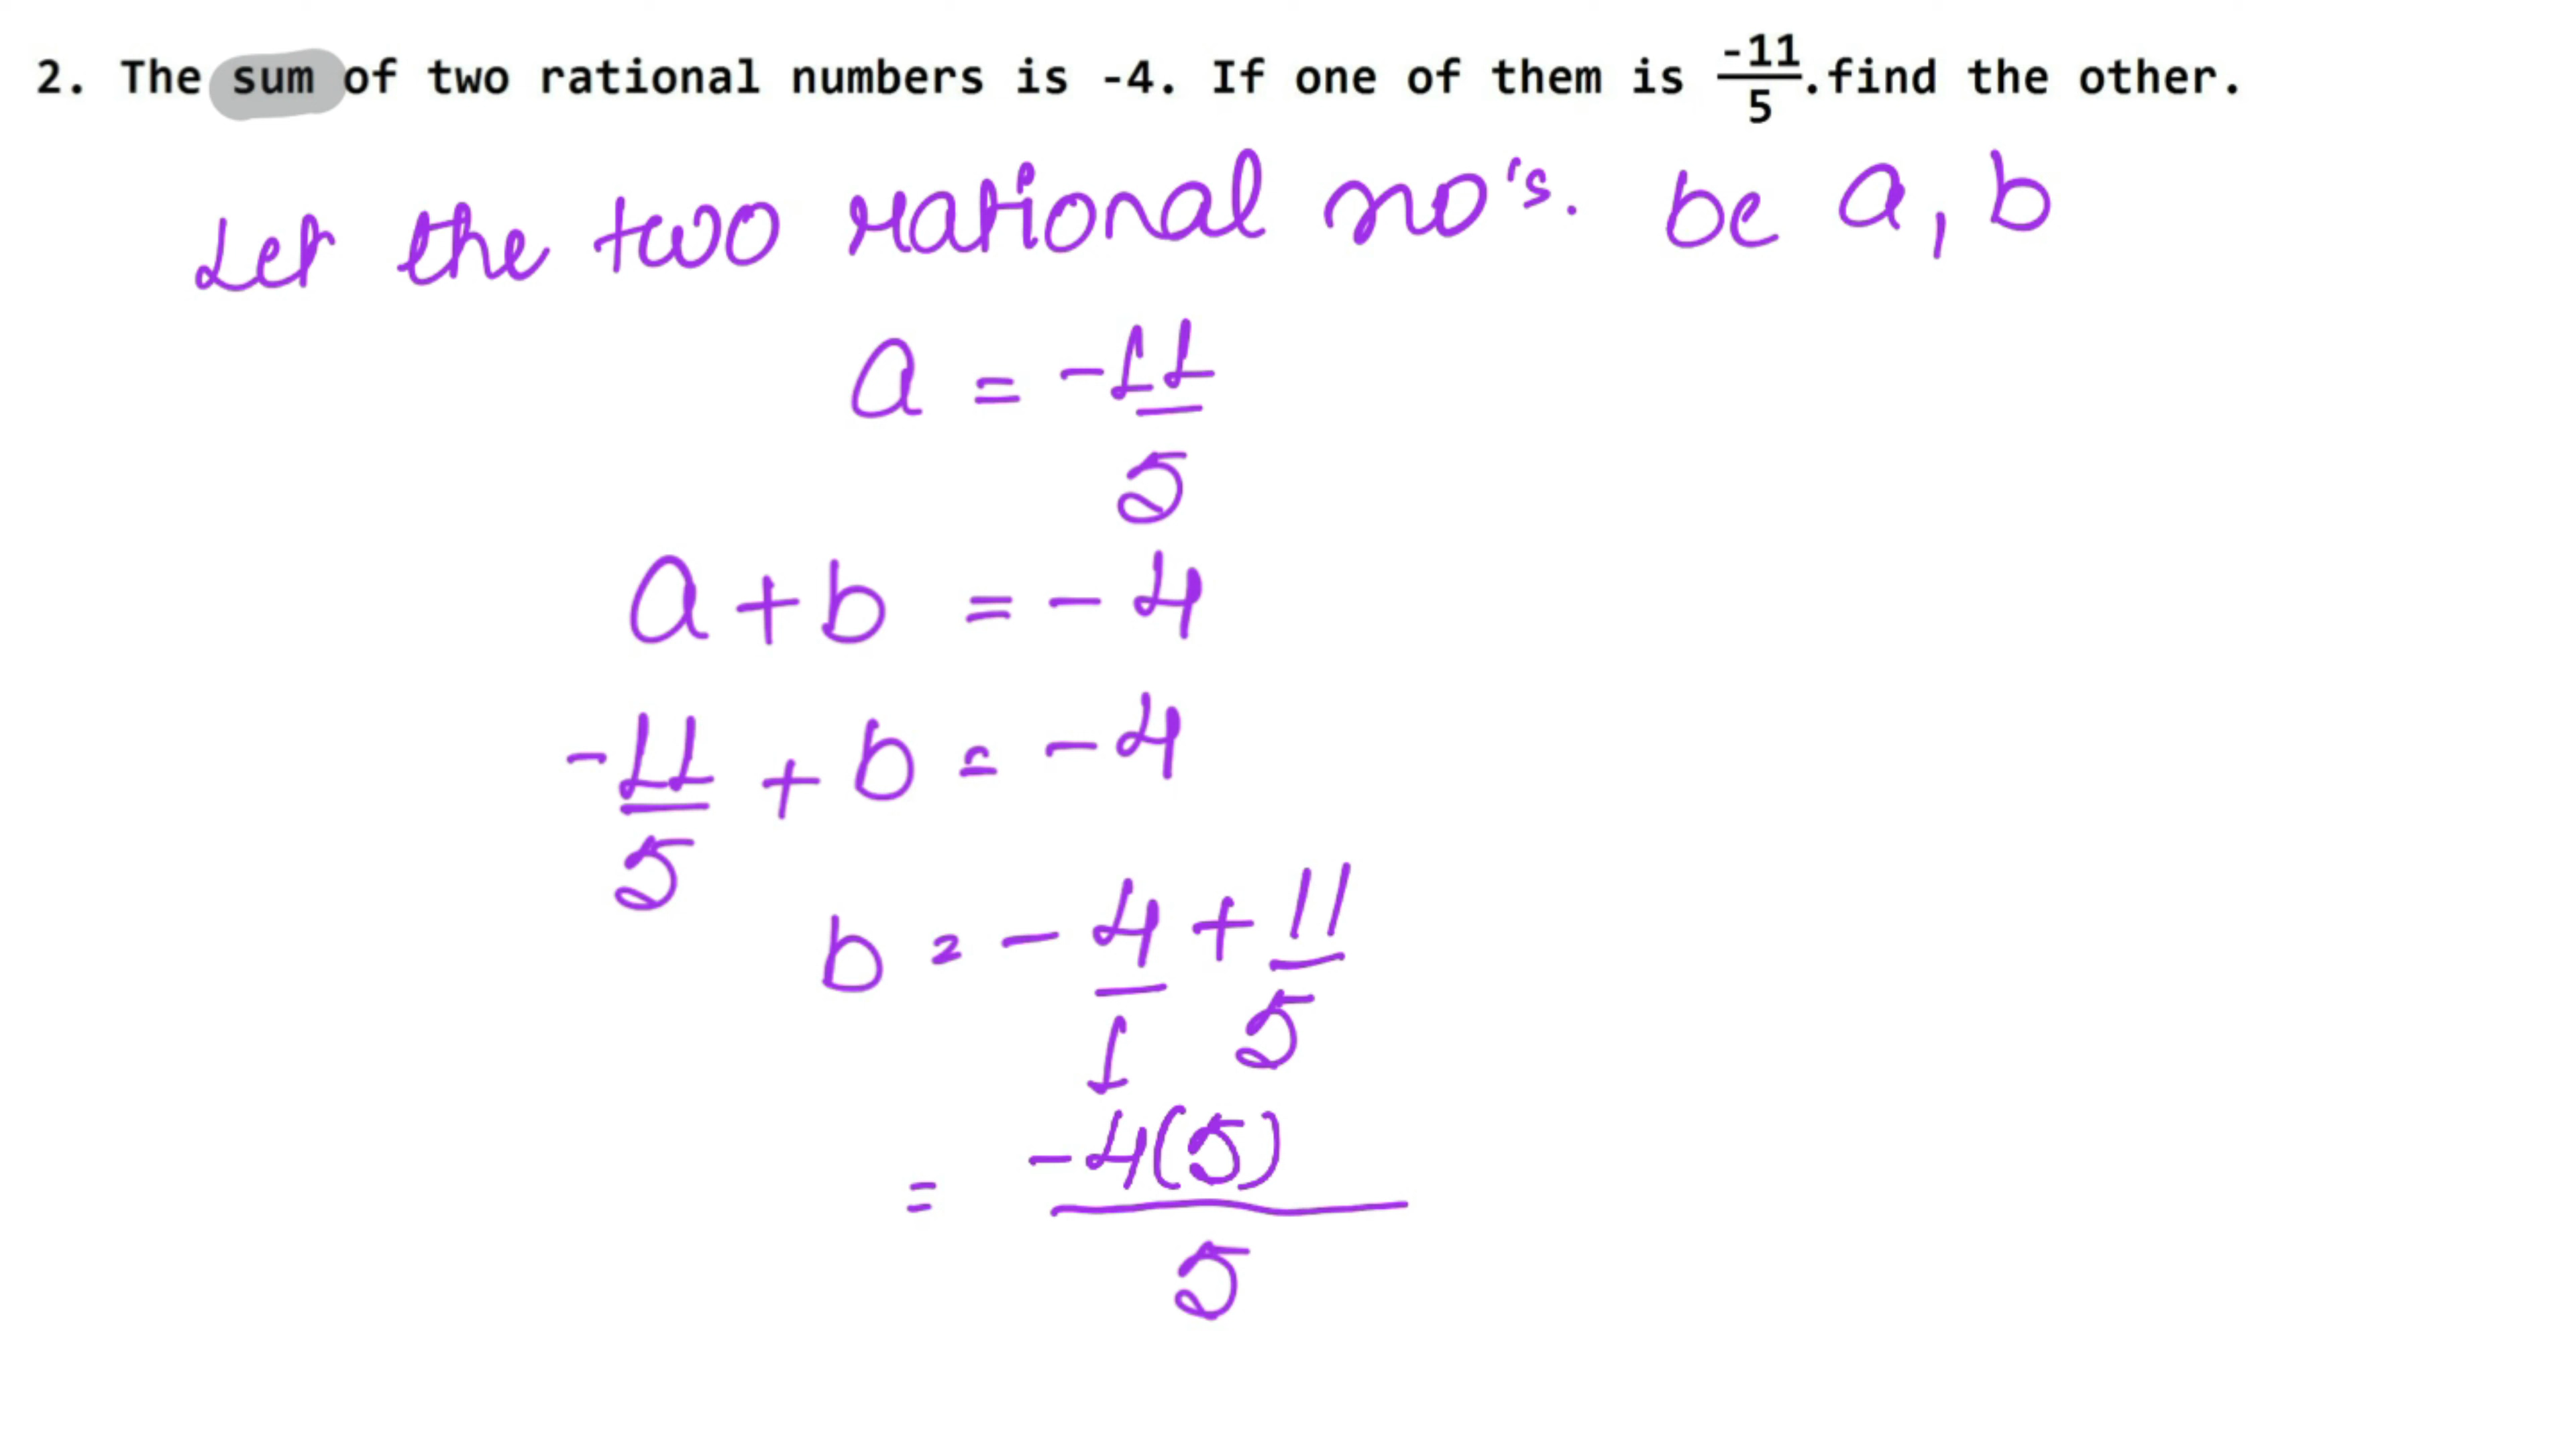 2. The sum of two rational numbers is -4. If one of them is -11/5 .find the other.
Let the two rational no's. be a, b
a = -11/5
a + b = - 4
-11/5 + b = - 4
b = - 4/1 + 11/5
= -4(5)/5